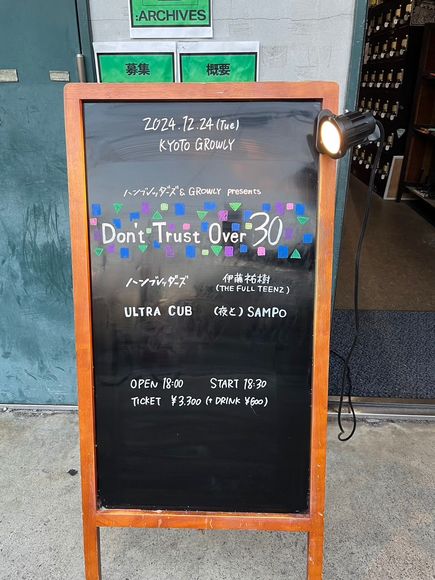 :ARCHIVES
募集
概要
2024.12.24(Tue)
KYOTO GROWLY
ハンブレッダーズ & GROWLY presents
Don't Trust Over 30
ハンブレッダーズ 伊藤祐樹
(THE FULL TEENZ)
ULTRA CUB (夜と)SAMPO
OPEN 18:00 START 18:30
TICKET ¥3.300 (+DRINK ¥600)